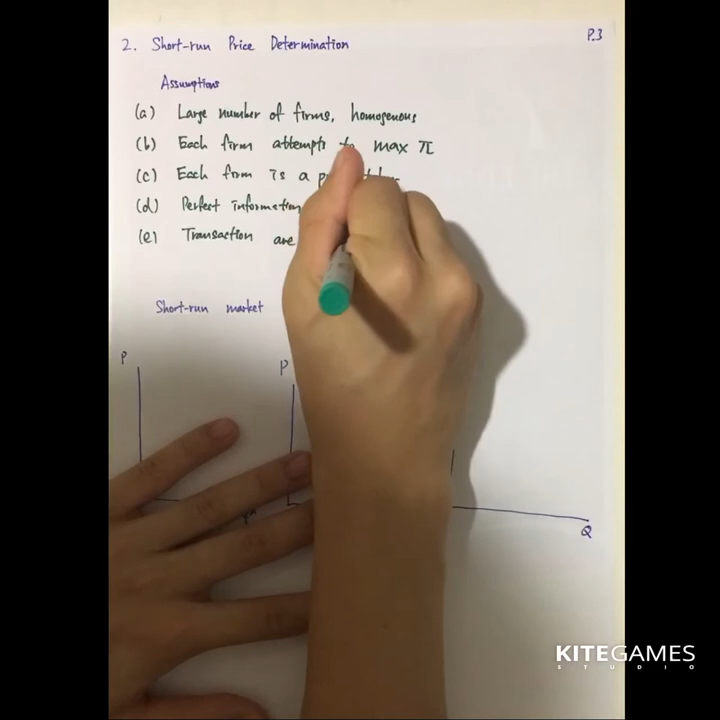 2. Short-run Price Determination
P.3
Assumptions
(a) Large number of firms, homogenous
(b) Each firm attempts to max π
(c) Each firm is a
(d) Perfect information
(e) Transaction are
Short-run market
P
P
Q
KITEGAMES
STUDIO